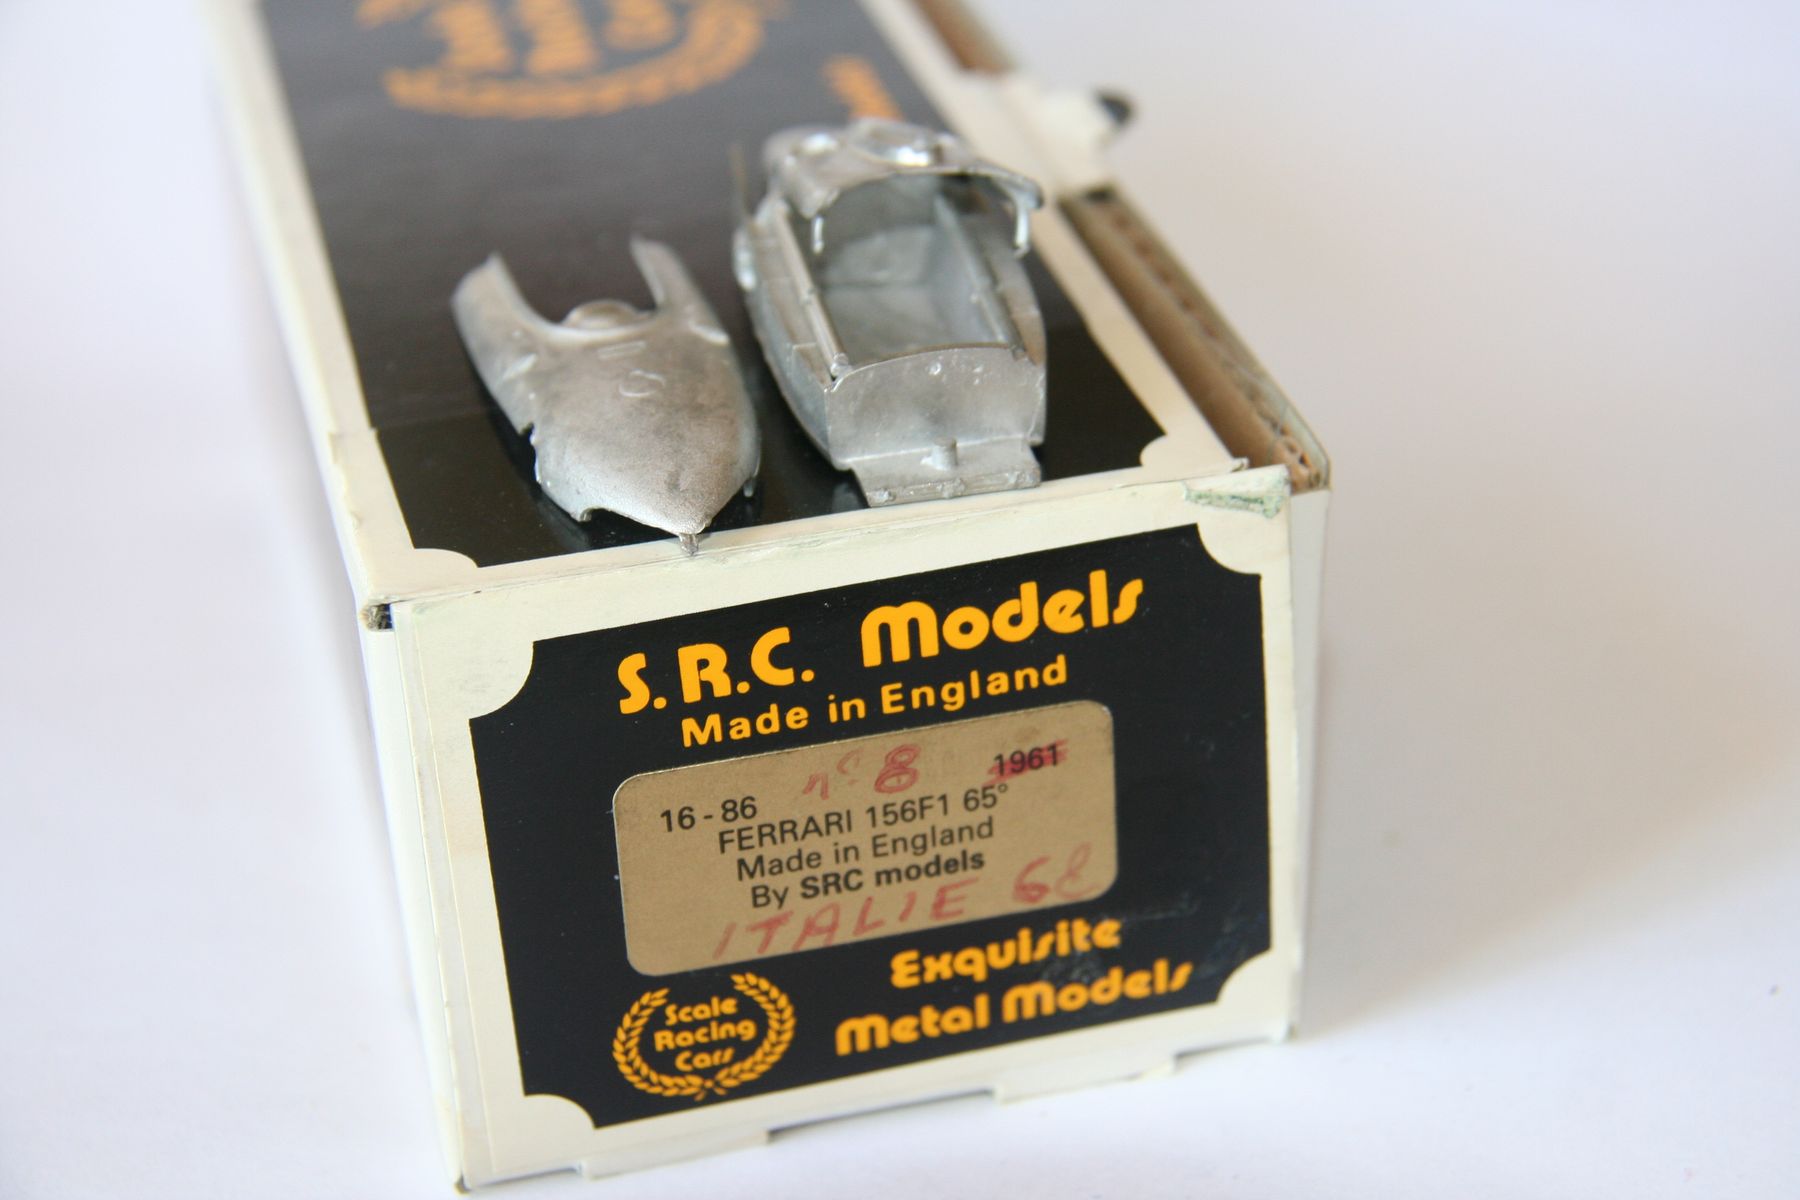 S.R.C. Models
Made in England
n° 8
1961
16 - 86
FERRARI 156F1 65°
Made in England
By SRC models
ITALIE
Exquisite
Metal Models
Scale
Racing
Cars